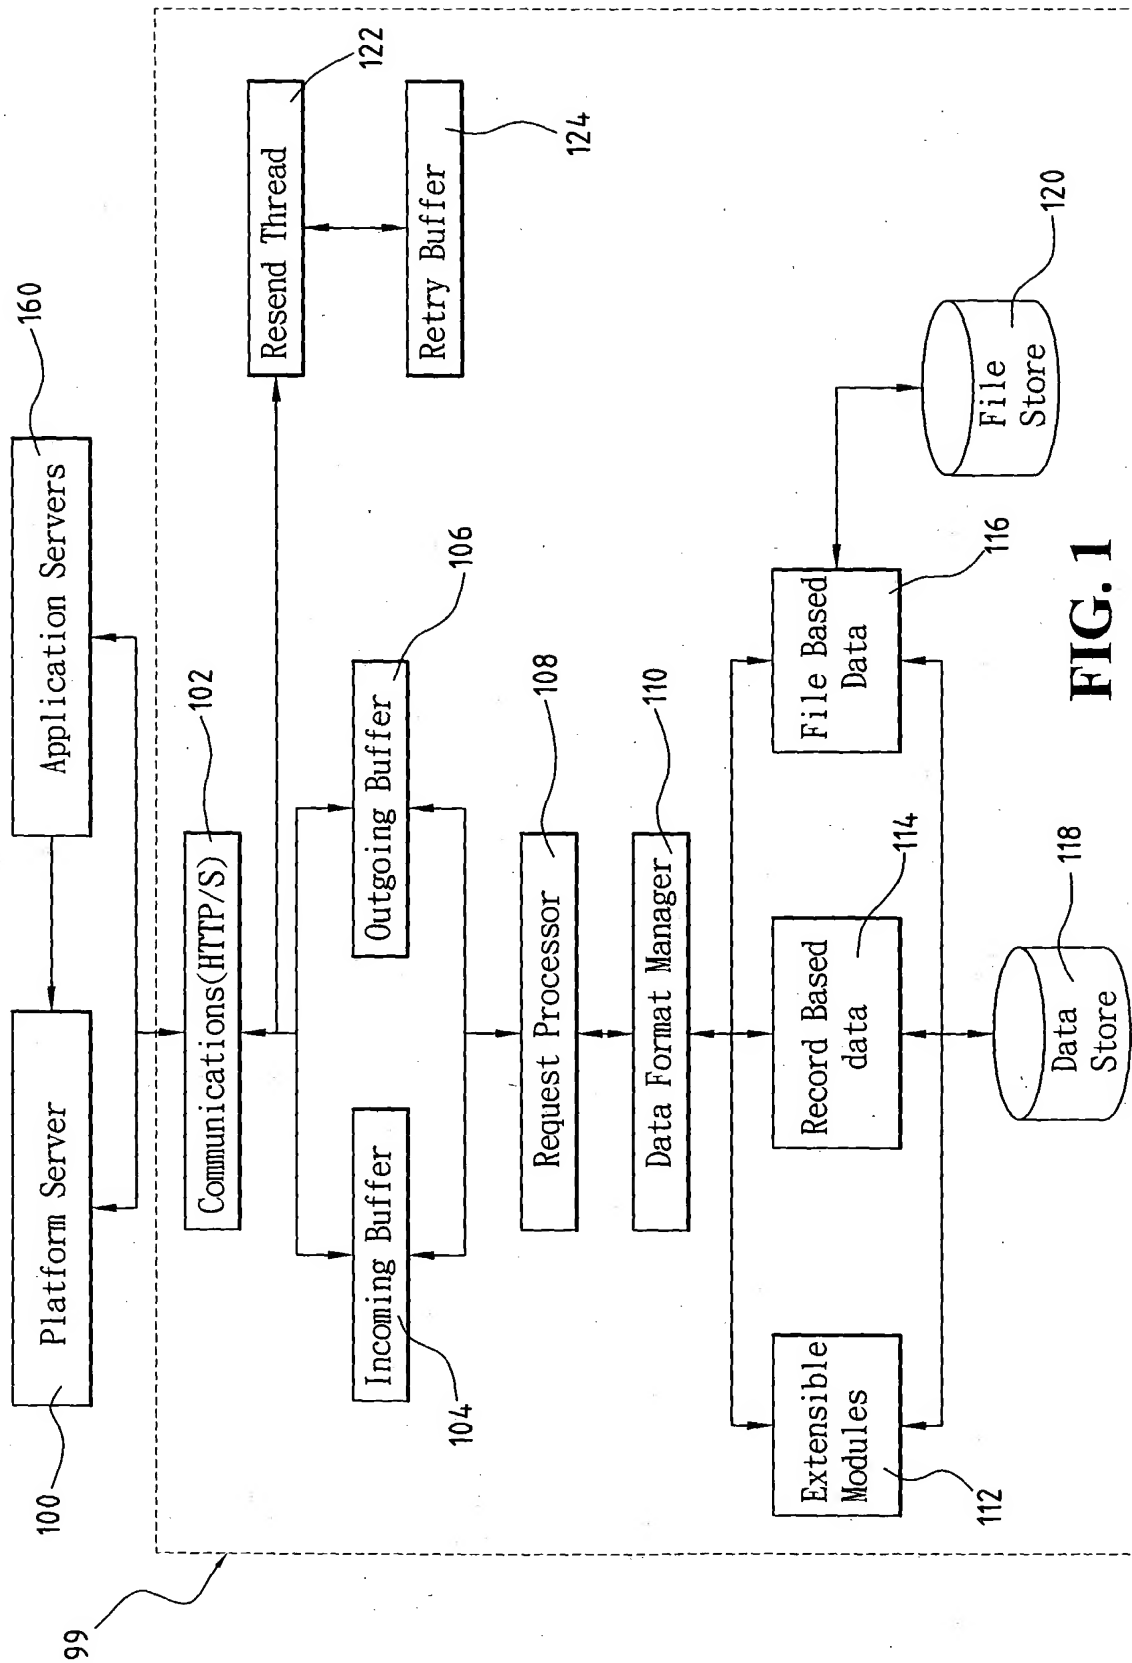 99
100
Platform Server
Application Servers
160
Communications(HTTP/S)
102
Resend Thread
122
Incoming Buffer
104
Outgoing Buffer
106
Retry Buffer
124
Request Processor
108
Data Format Manager
110
Extensible
Modules
112
Record Based
data
114
File Based
Data
116
Data
Store
118
File
Store
120
FIG. 1